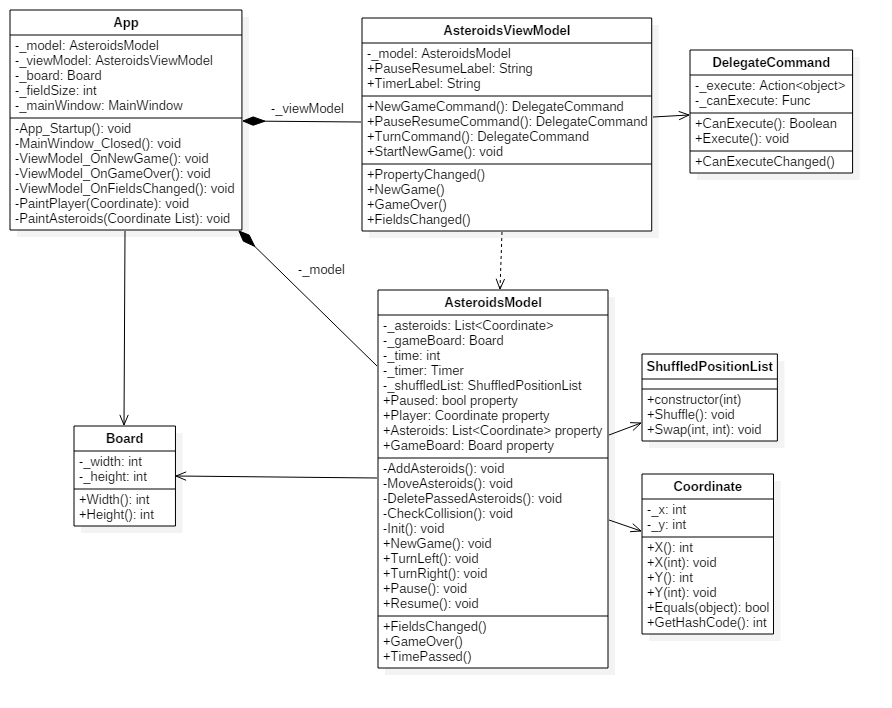 App
-_model: AsteroidsModel
-_viewModel: AsteroidsViewModel
-_board: Board
-_fieldSize: int
-_mainWindow: MainWindow
-App_Startup(): void
-MainWindow_Closed(): void
-ViewModel_OnNewGame(): void
-ViewModel_OnGameOver(): void
-ViewModel_OnFieldsChanged(): void
-PaintPlayer(Coordinate): void
-PaintAsteroids(Coordinate List): void
-_viewModel
AsteroidsViewModel
-_model: AsteroidsModel
+PauseResumeLabel: String
+TimerLabel: String
+NewGameCommand(): DelegateCommand
+PauseResumeCommand(): DelegateCommand
+TurnCommand(): DelegateCommand
+StartNewGame(): void
+PropertyChanged()
+NewGame()
+GameOver()
+FieldsChanged()
DelegateCommand
-_execute: Action<object>
-_canExecute: Func
+CanExecute(): Boolean
+Execute(): void
+CanExecuteChanged()
-_model
AsteroidsModel
-_asteroids: List<Coordinate>
-_gameBoard: Board
-_time: int
-_timer: Timer
-_shuffledList: ShuffledPositionList
+Paused: bool property
+Player: Coordinate property
+Asteroids: List<Coordinate> property
+GameBoard: Board property
-AddAsteroids(): void
-MoveAsteroids(): void
-DeletePassedAsteroids(): void
-CheckCollision(): void
-Init(): void
+NewGame(): void
+TurnLeft(): void
+TurnRight(): void
+Pause(): void
+Resume(): void
+FieldsChanged()
+GameOver()
+TimePassed()
ShuffledPositionList
+constructor(int)
+Shuffle(): void
+Swap(int, int): void
Board
-_width: int
-_height: int
+Width(): int
+Height(): int
Coordinate
-_x: int
-_y: int
+X(): int
+X(int): void
+Y(): int
+Y(int): void
+Equals(object): bool
+GetHashCode(): int